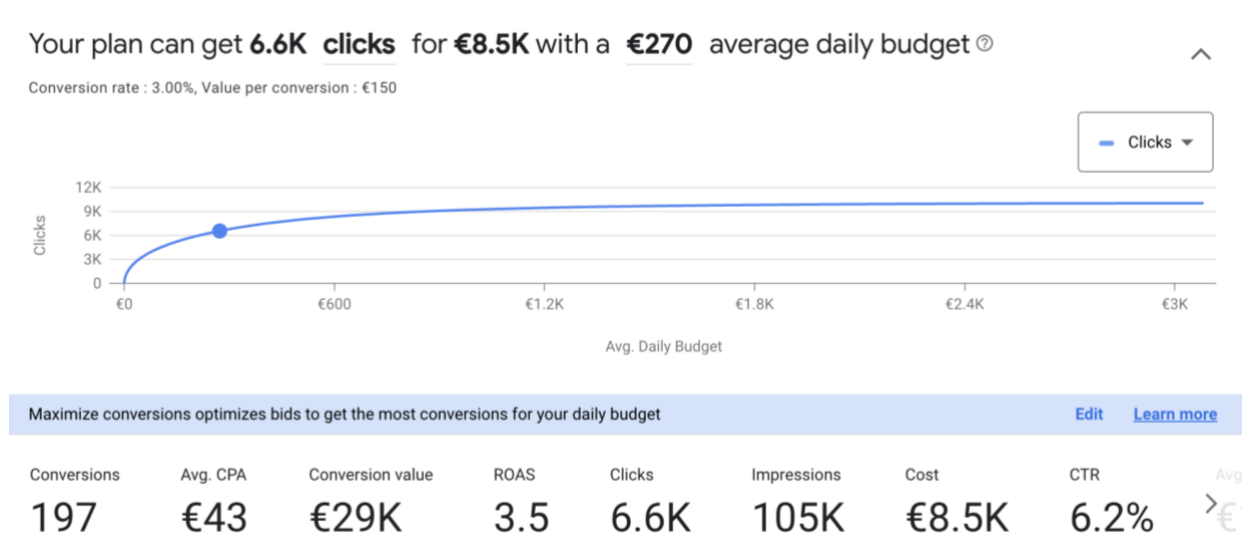 Your plan can get 6.6K clicks for €8.5K with a €270 average daily budget ?
Conversion rate : 3.00%, Value per conversion : €150
Clicks
12K
9K
6K
3K
0
Clicks
€0 €600 €1.2K €1.8K €2.4K €3K
Avg. Daily Budget
Maximize conversions optimizes bids to get the most conversions for your daily budget Edit Learn more
Conversions Avg. CPA Conversion value ROAS Clicks Impressions Cost CTR Avg
197 €43 €29K 3.5 6.6K 105K €8.5K 6.2% €